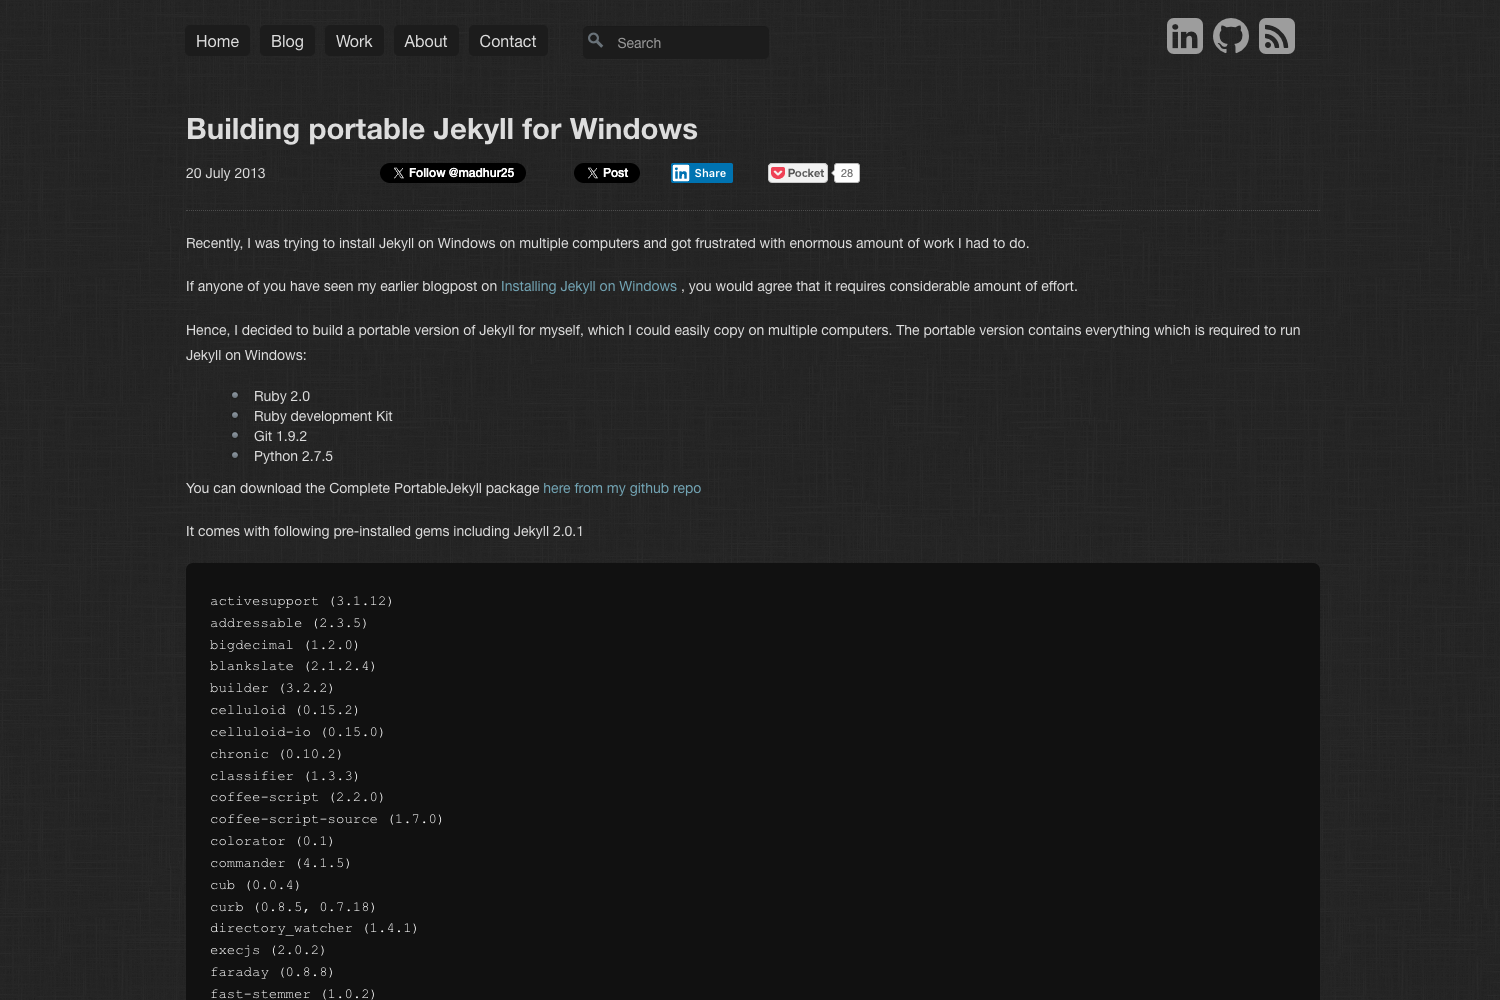 Home Blog Work About Contact Search
Building portable Jekyll for Windows
20 July 2013 Follow @madhur25 Post Share Pocket 28
Recently, I was trying to install Jekyll on Windows on multiple computers and got frustrated with enormous amount of work I had to do.
If anyone of you have seen my earlier blogpost on Installing Jekyll on Windows , you would agree that it requires considerable amount of effort.
Hence, I decided to build a portable version of Jekyll for myself, which I could easily copy on multiple computers. The portable version contains everything which is required to run
Jekyll on Windows:
Ruby 2.0
Ruby development Kit
Git 1.9.2
Python 2.7.5
You can download the Complete PortableJekyll package here from my github repo
It comes with following pre-installed gems including Jekyll 2.0.1
activesupport (3.1.12)
addressable (2.3.5)
bigdecimal (1.2.0)
blankslate (2.1.2.4)
builder (3.2.2)
celluloid (0.15.2)
celluloid-io (0.15.0)
chronic (0.10.2)
classifier (1.3.3)
coffee-script (2.2.0)
coffee-script-source (1.7.0)
colorator (0.1)
commander (4.1.5)
cub (0.0.4)
curb (0.8.5, 0.7.18)
directory_watcher (1.4.1)
execjs (2.0.2)
faraday (0.8.8)
fast-stemmer (1.0.2)